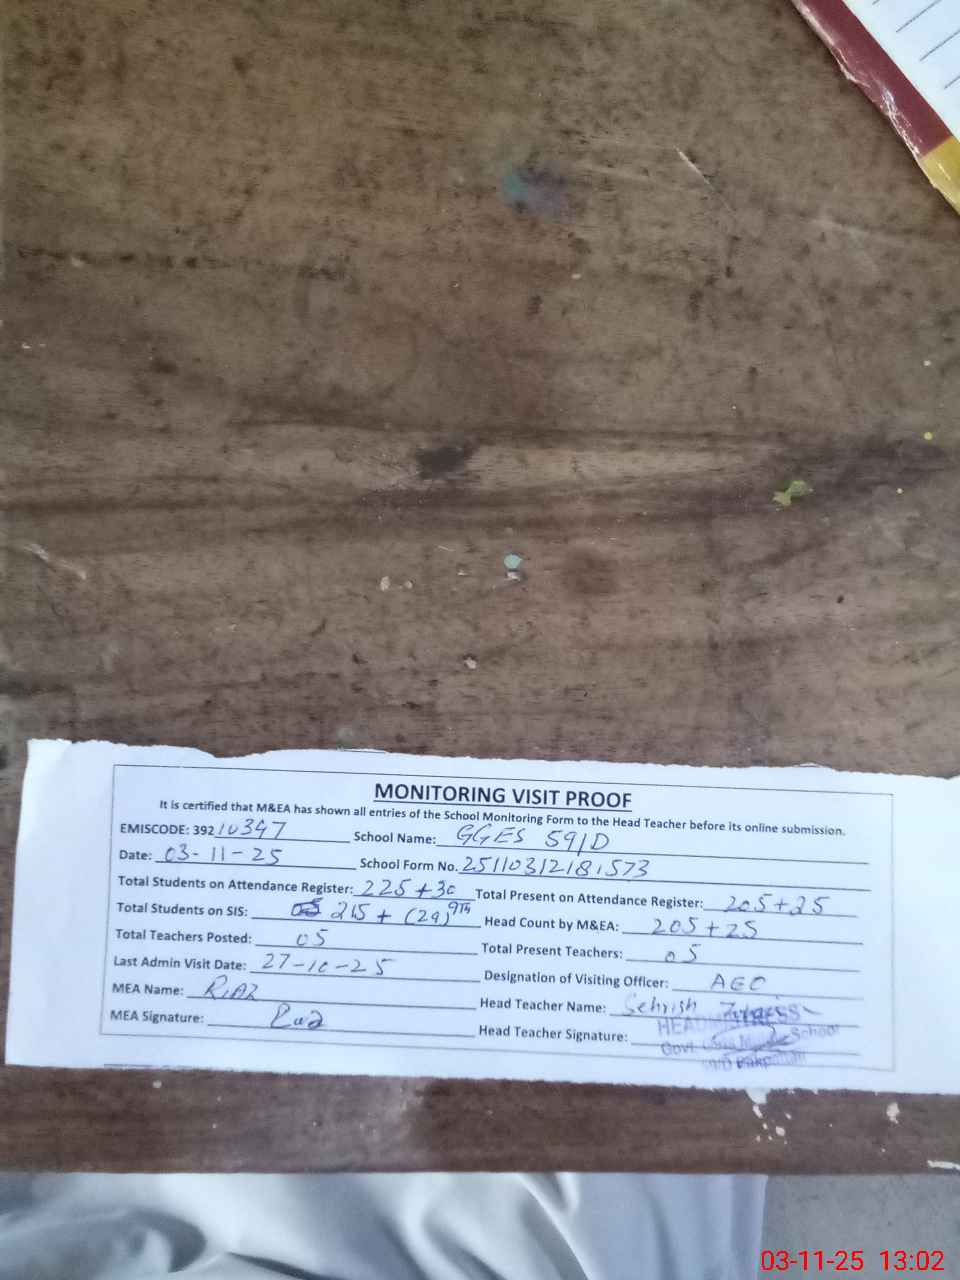 MONITORING VISIT PROOF
It is certified that M&EA has shown all entries of the School Monitoring Form to the Head Teacher before its online submission.
EMISCODE: 39210347 School Name: GGES 59/D
Date: 03-11-25 School Form No. 25110312181573
Total Students on Attendance Register: 225+30 Total Present on Attendance Register: 205+25
Total Students on SIS: 215 + (29)9th Head Count by M&EA: 205+25
Total Teachers Posted: 05 Total Present Teachers: 05
Last Admin Visit Date: 27-10-25 Designation of Visiting Officer: AEO
MEA Name: RiAZ Head Teacher Name: Sehrish
MEA Signature: Head Teacher Signature:
HEADMISTRESS
Govt. School
03-11-25 13:02